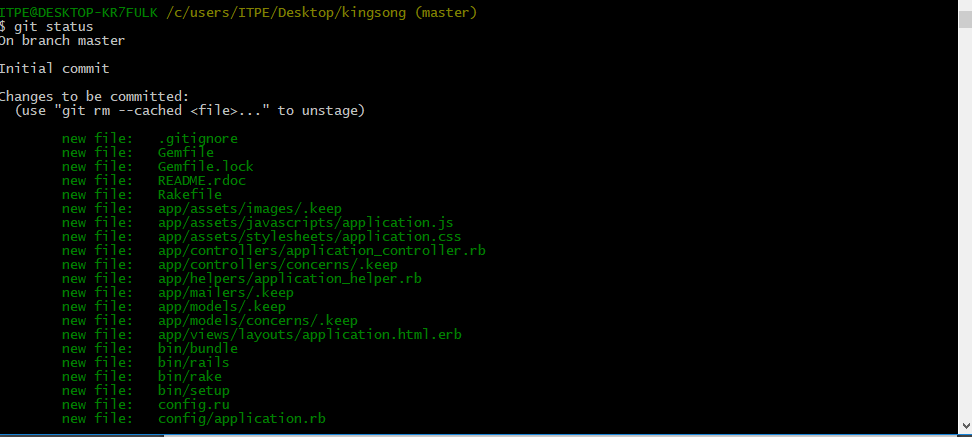 ITPE@DESKTOP-KR7FULK /c/users/ITPE/Desktop/kingsong (master)
$ git status
On branch master
Initial commit
Changes to be committed:
  (use "git rm --cached <file>..." to unstage)
        new file:   .gitignore
        new file:   Gemfile
        new file:   Gemfile.lock
        new file:   README.rdoc
        new file:   Rakefile
        new file:   app/assets/images/.keep
        new file:   app/assets/javascripts/application.js
        new file:   app/assets/stylesheets/application.css
        new file:   app/controllers/application_controller.rb
        new file:   app/controllers/concerns/.keep
        new file:   app/helpers/application_helper.rb
        new file:   app/mailers/.keep
        new file:   app/models/.keep
        new file:   app/models/concerns/.keep
        new file:   app/views/layouts/application.html.erb
        new file:   bin/bundle
        new file:   bin/rails
        new file:   bin/rake
        new file:   bin/setup
        new file:   config.ru
        new file:   config/application.rb